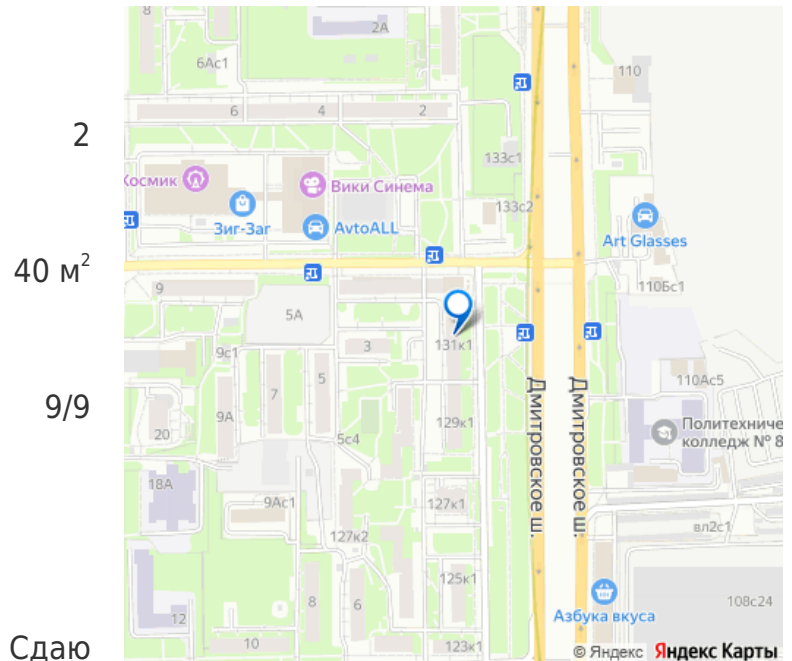 8
2А
6Ас1
110
6
4
2
2
133с1
Космик
Вики Синема
133с2
Зиг-Заг
AvtoALL
Art Glasses
40 м²
9
110Бс1
5А
131к1
3
9с1
110Ас5
5
7
9/9
9А
129к1
Дмитровское ш.
Дмитровское ш.
20
5с4
Политехниче
колледж № 8
18А
9Ас1
127к1
вл2с1
127к2
125к1
8
6
108с24
12
Азбука вкуса
10
123к1
Сдаю
© Яндекс Яндекс Карты